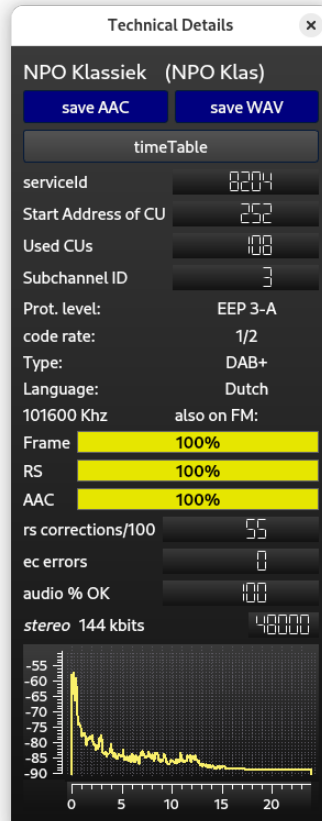 Technical Details ×
NPO Klassiek (NPO Klas)
save AAC save WAV
timeTable
serviceId 8204
Start Address of CU 252
Used CUs 108
Subchannel ID 3
Prot. level: EEP 3-A
code rate: 1/2
Type: DAB+
Language: Dutch
101600 Khz also on FM:
Frame 100%
RS 100%
AAC 100%
rs corrections/100 55
ec errors 0
audio % OK 100
stereo 144 kbits 48000
-55
-60
-65
-70
-75
-80
-85
-90
0 5 10 15 20